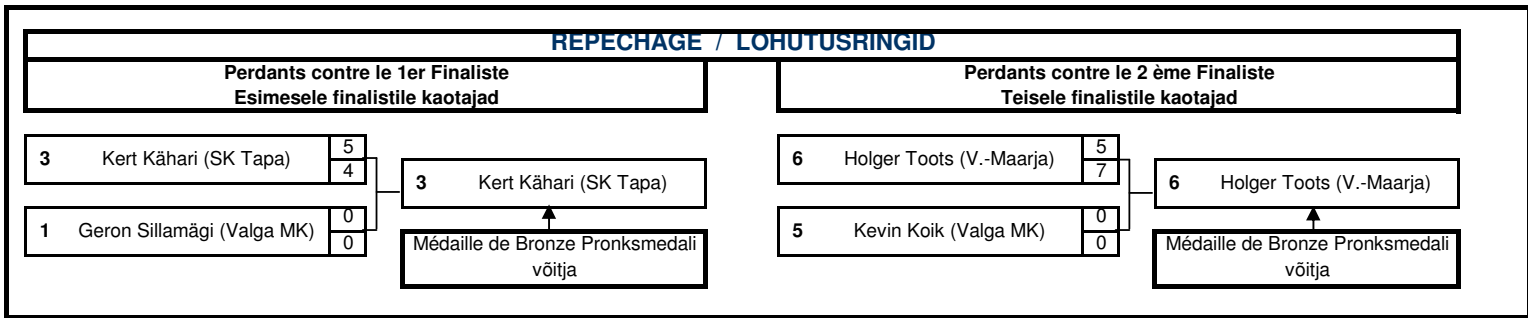 REPECHAGE / LOHUTUSRINGID
Perdants contre le 1er Finaliste
Esimesele finalistile kaotajad
Perdants contre le 2 ème Finaliste
Teisele finalistile kaotajad
3 Kert Kähari (SK Tapa) 5
4
3 Kert Kähari (SK Tapa)
1 Geron Sillamägi (Valga MK) 0
0
Médaille de Bronze Pronksmedali
võitja
6 Holger Toots (V.-Maarja) 5
7
6 Holger Toots (V.-Maarja)
5 Kevin Koik (Valga MK) 0
0
Médaille de Bronze Pronksmedali
võitja